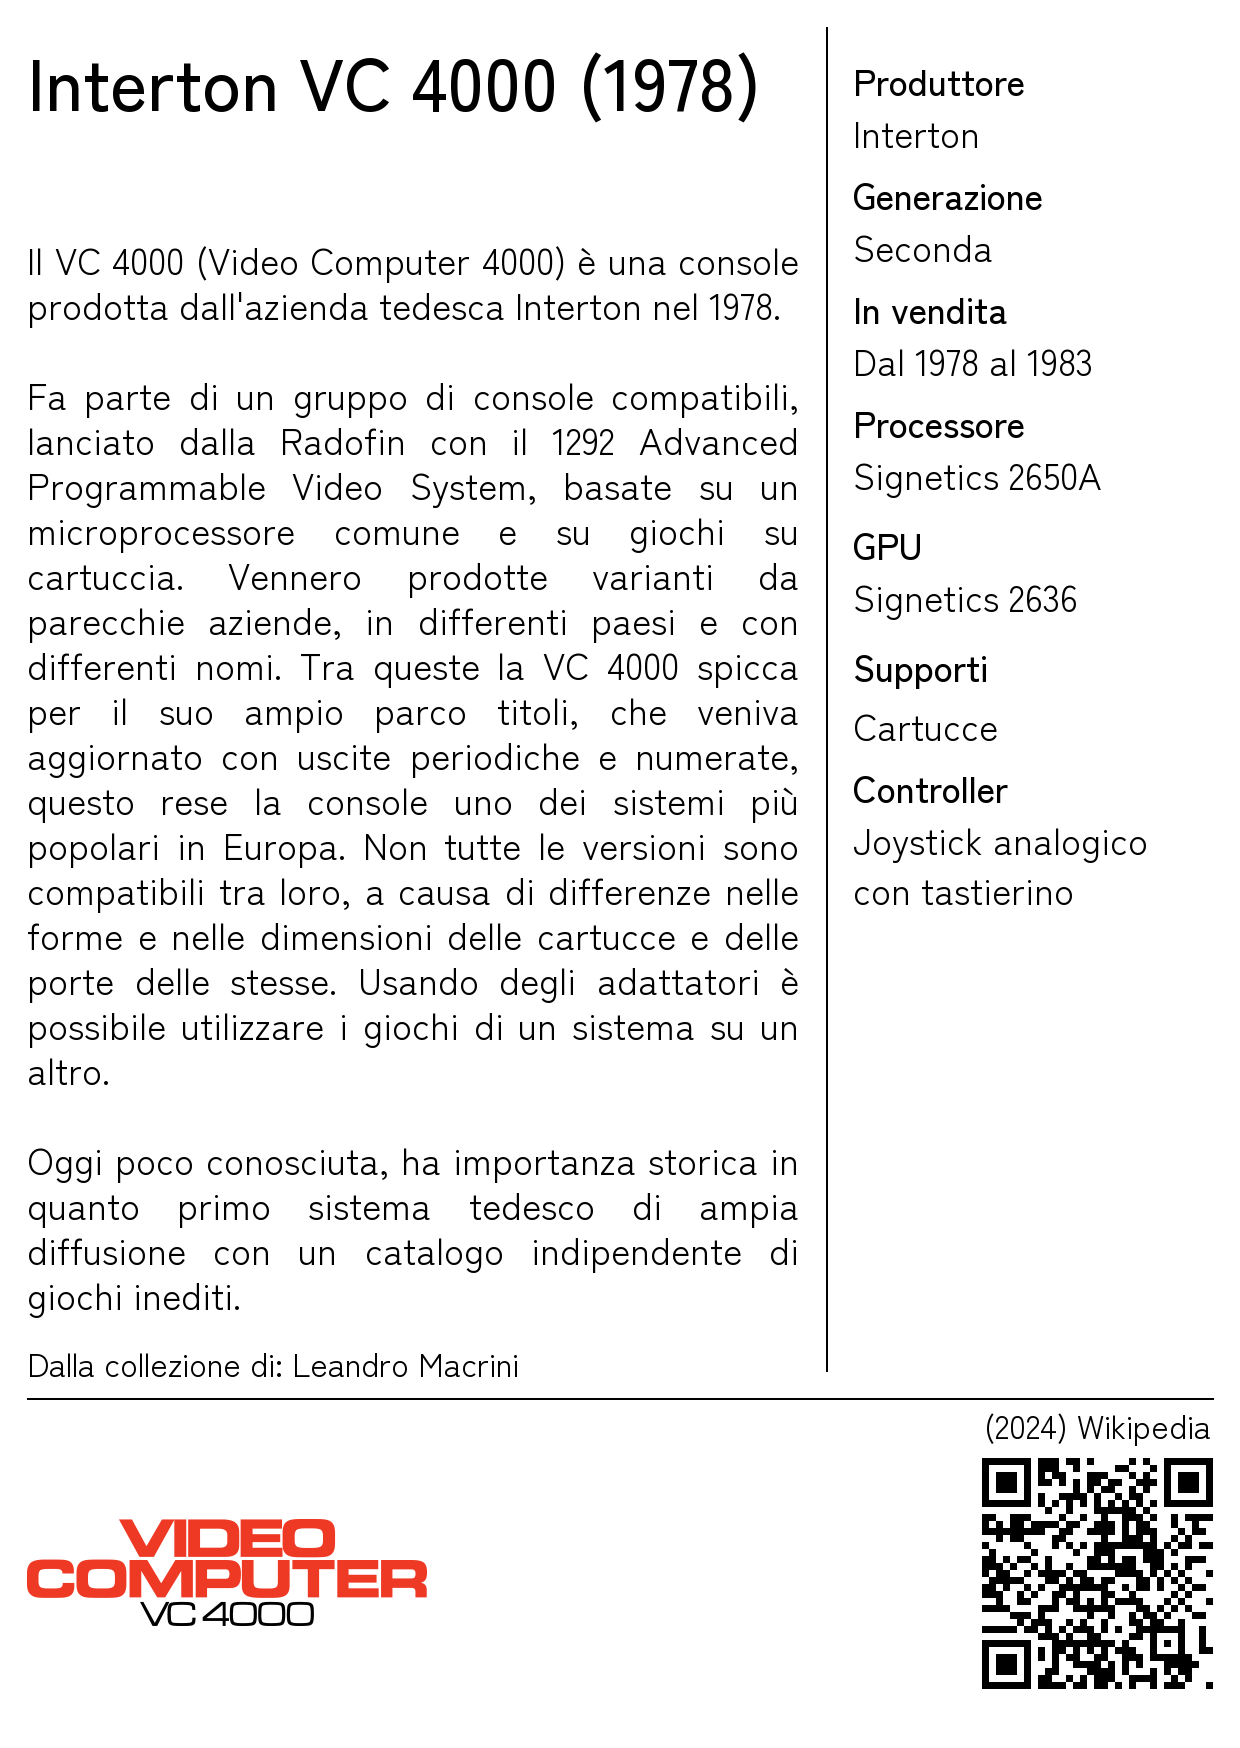 Interton VC 4000 (1978)
Il VC 4000 (Video Computer 4000) è una console
prodotta dall'azienda tedesca Interton nel 1978.
Fa parte di un gruppo di console compatibili,
lanciato dalla Radofin con il 1292 Advanced
Programmable Video System, basate su un
microprocessore comune e su giochi su
cartuccia. Vennero prodotte varianti da
parecchie aziende, in differenti paesi e con
differenti nomi. Tra queste la VC 4000 spicca
per il suo ampio parco titoli, che veniva
aggiornato con uscite periodiche e numerate,
questo rese la console uno dei sistemi più
popolari in Europa. Non tutte le versioni sono
compatibili tra loro, a causa di differenze nelle
forme e nelle dimensioni delle cartucce e delle
porte delle stesse. Usando degli adattatori è
possibile utilizzare i giochi di un sistema su un
altro.
Oggi poco conosciuta, ha importanza storica in
quanto primo sistema tedesco di ampia
diffusione con un catalogo indipendente di
giochi inediti.
Dalla collezione di: Leandro Macrini
Produttore
Interton
Generazione
Seconda
In vendita
Dal 1978 al 1983
Processore
Signetics 2650A
GPU
Signetics 2636
Supporti
Cartucce
Controller
Joystick analogico
con tastierino
(2024) Wikipedia
VIDEO
COMPUTER
VC 4000